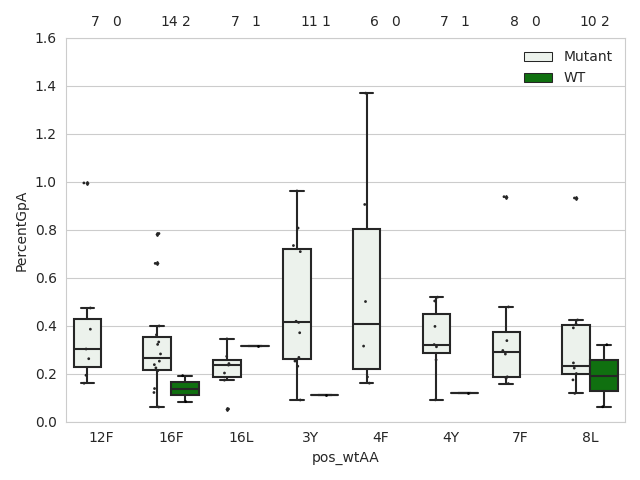 7 0 14 2 7 1 11 1 6 0 7 1 8 0 10 2
1.6
Mutant
WT
1.4
1.2
1.0
0.8
0.6
0.4
0.2
0.0
PercentGpA
12F 16F 16L 3Y 4F 4Y 7F 8L
pos_wtAA